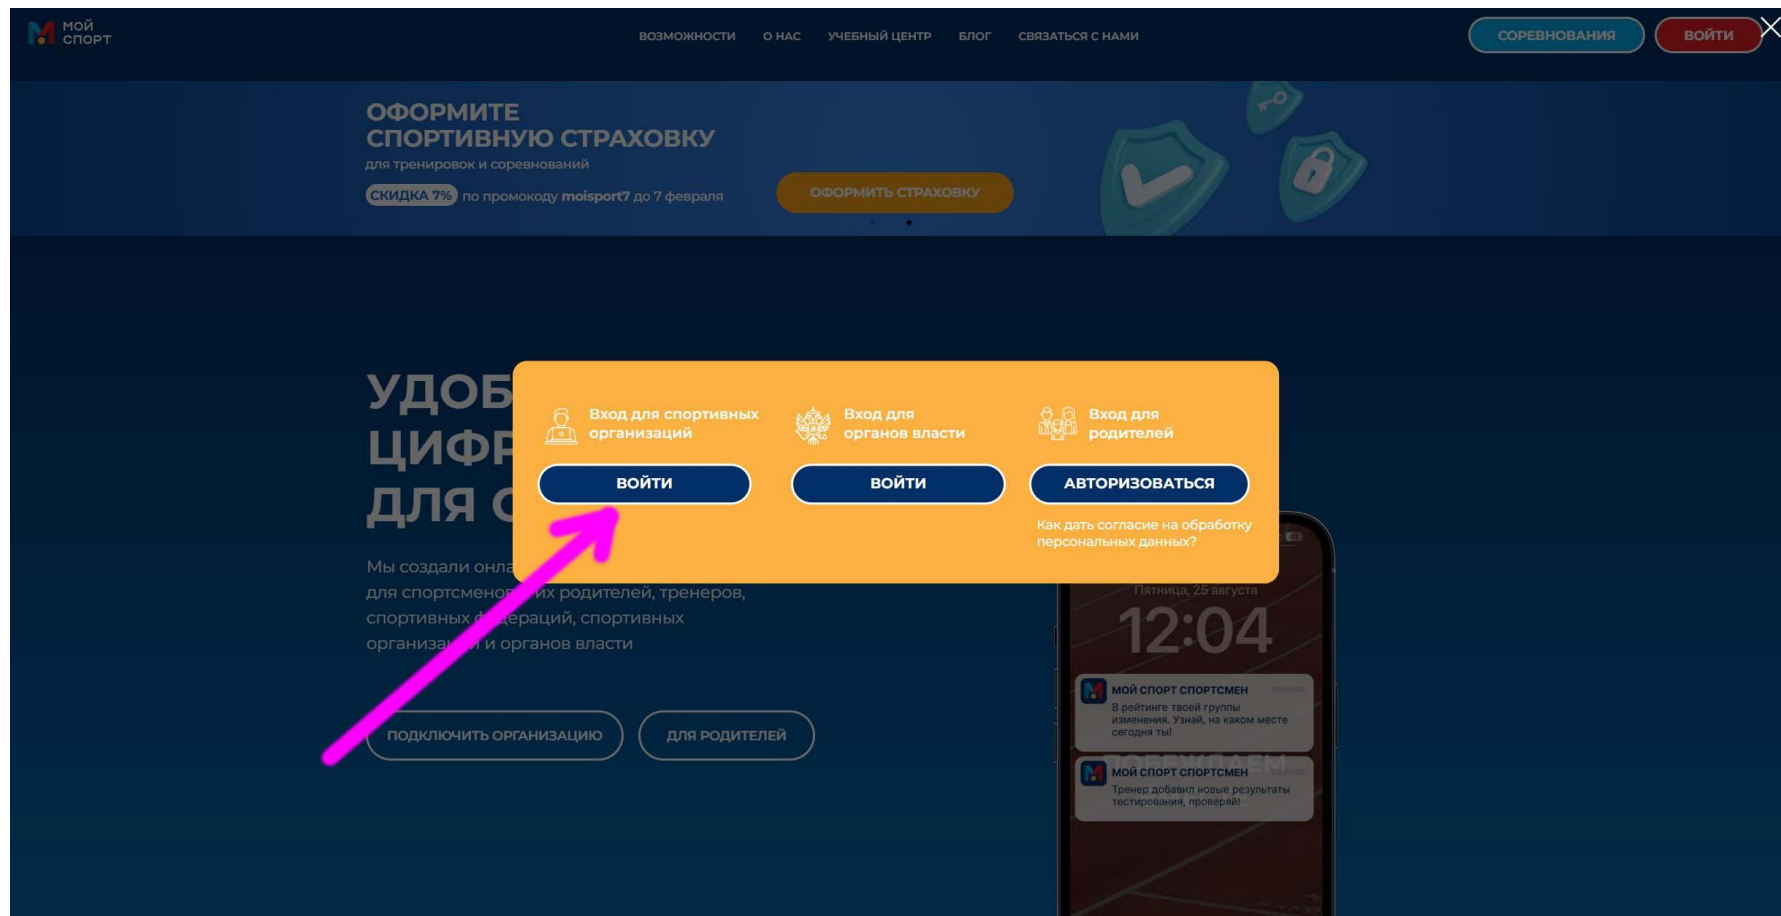 МОЙ
СПОРТ
ВОЗМОЖНОСТИ О НАС УЧЕБНЫЙ ЦЕНТР БЛОГ СВЯЗАТЬСЯ С НАМИ
СОРЕВНОВАНИЯ
ВОЙТИ
ОФОРМИТЕ
СПОРТИВНУЮ СТРАХОВКУ
для тренировок и соревнований
СКИДКА 7% по промокоду moisport7 до 7 февраля
ОФОРМИТЬ СТРАХОВКУ
УДОБ
ЦИФР
ДЛЯ С
Вход для спортивных
организаций
ВОЙТИ
Вход для
органов власти
ВОЙТИ
Вход для
родителей
АВТОРИЗОВАТЬСЯ
Как дать согласие на обработку
персональных данных?
Мы создали онла
для спортсменов их родителей, тренеров,
спортивных федераций, спортивных
организаций и органов власти
ПОДКЛЮЧИТЬ ОРГАНИЗАЦИЮ
ДЛЯ РОДИТЕЛЕЙ
Пятница, 25 августа
12:04
МОЙ СПОРТ СПОРТСМЕН сейчас
В рейтинге твоей группы
изменения. Узнай, на каком месте
сегодня ты!
ПОБЕЖДАЕМ
МОЙ СПОРТ СПОРТСМЕН
Тренер добавил новые результаты
тестирования, проверяй!